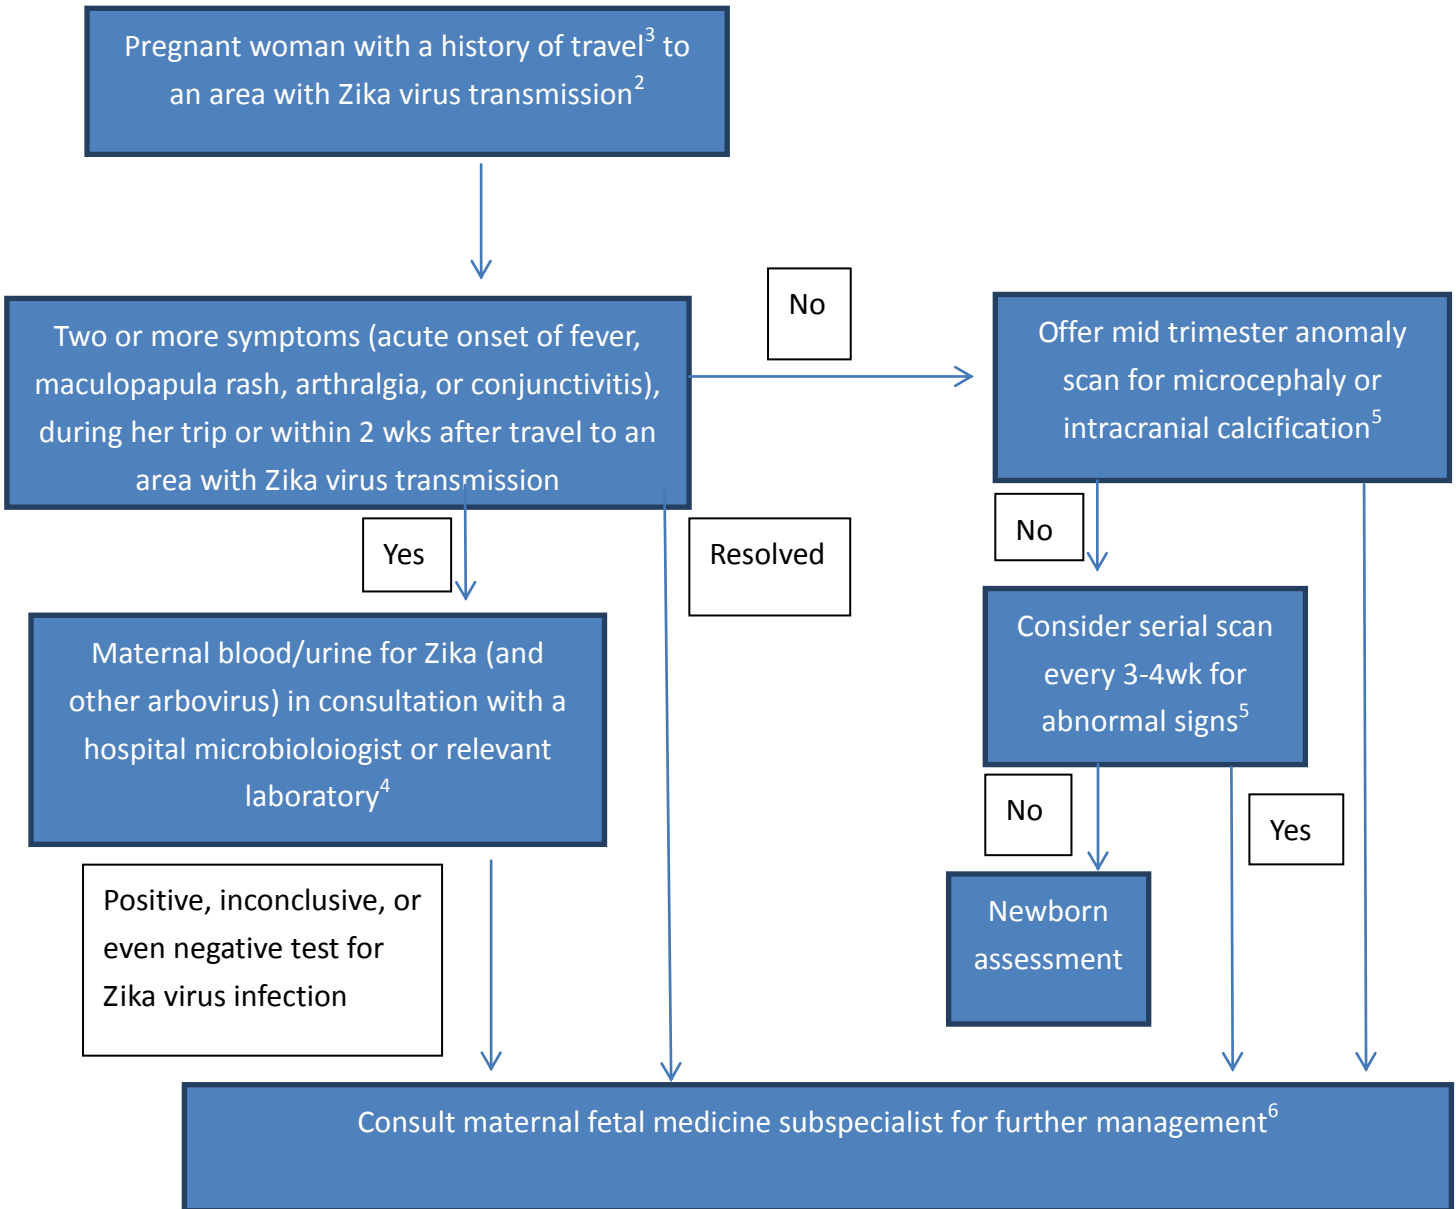 Pregnant woman with a history of travel³ to
an area with Zika virus transmission²
No
Two or more symptoms (acute onset of fever,
maculopapula rash, arthralgia, or conjunctivitis),
during her trip or within 2 wks after travel to an
area with Zika virus transmission
Offer mid trimester anomaly
scan for microcephaly or
intracranial calcification⁵
Yes
Resolved
No
Maternal blood/urine for Zika (and
other arbovirus) in consultation with a
hospital microbioloiogist or relevant
laboratory⁴
Consider serial scan
every 3-4wk for
abnormal signs⁵
No
Yes
Positive, inconclusive, or
even negative test for
Zika virus infection
Newborn
assessment
Consult maternal fetal medicine subspecialist for further management⁶